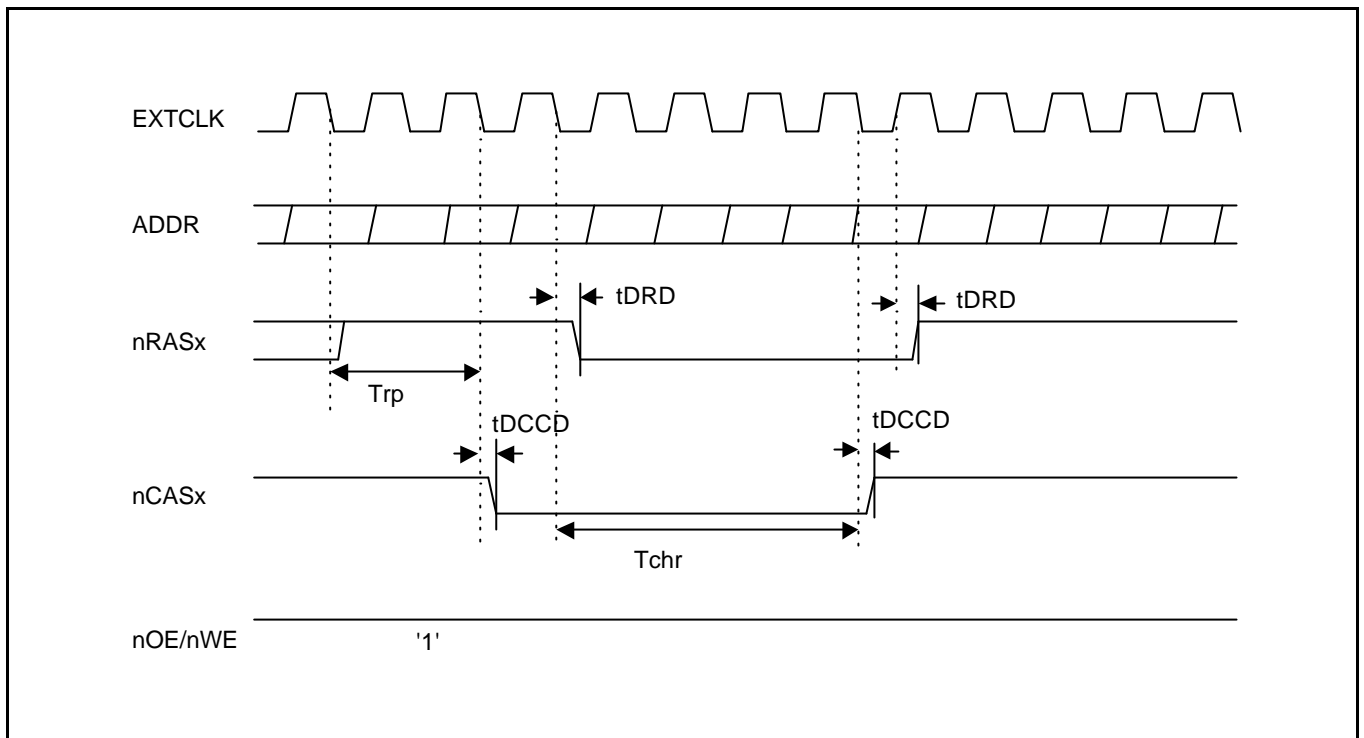 EXTCLK
ADDR
tDRD
tDRD
nRASx
Trp
tDCCD
tDCCD
nCASx
Tchr
nOE/nWE
'1'